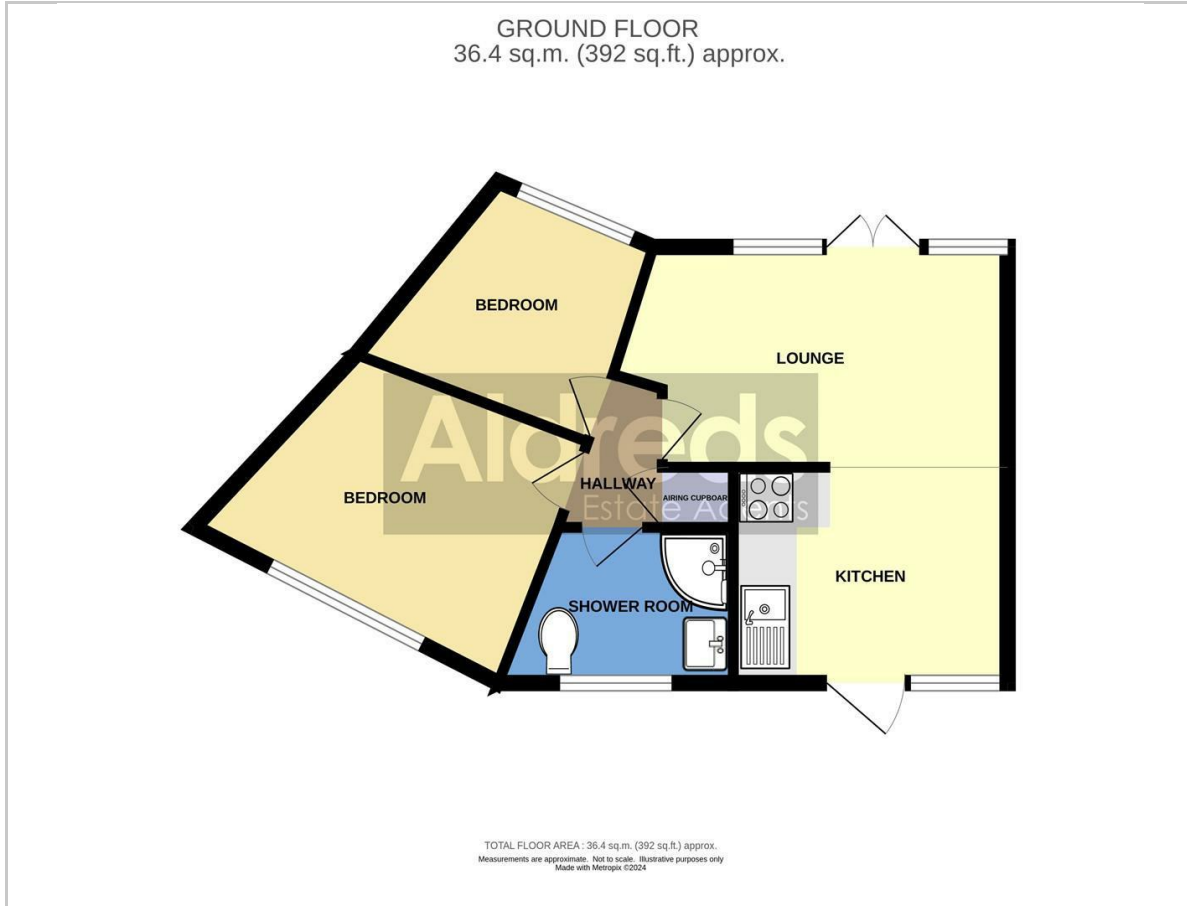 GROUND FLOOR
36.4 sq.m. (392 sq.ft.) approx.
BEDROOM
LOUNGE
Aldreds
BEDROOM
HALLWAY
AIRING CUPBOAR
Estate Agents
KITCHEN
SHOWER ROOM
TOTAL FLOOR AREA : 36.4 sq.m. (392 sq.ft.) approx.
Measurements are approximate. Not to scale. Illustrative purposes only
Made with Metropix ©2024